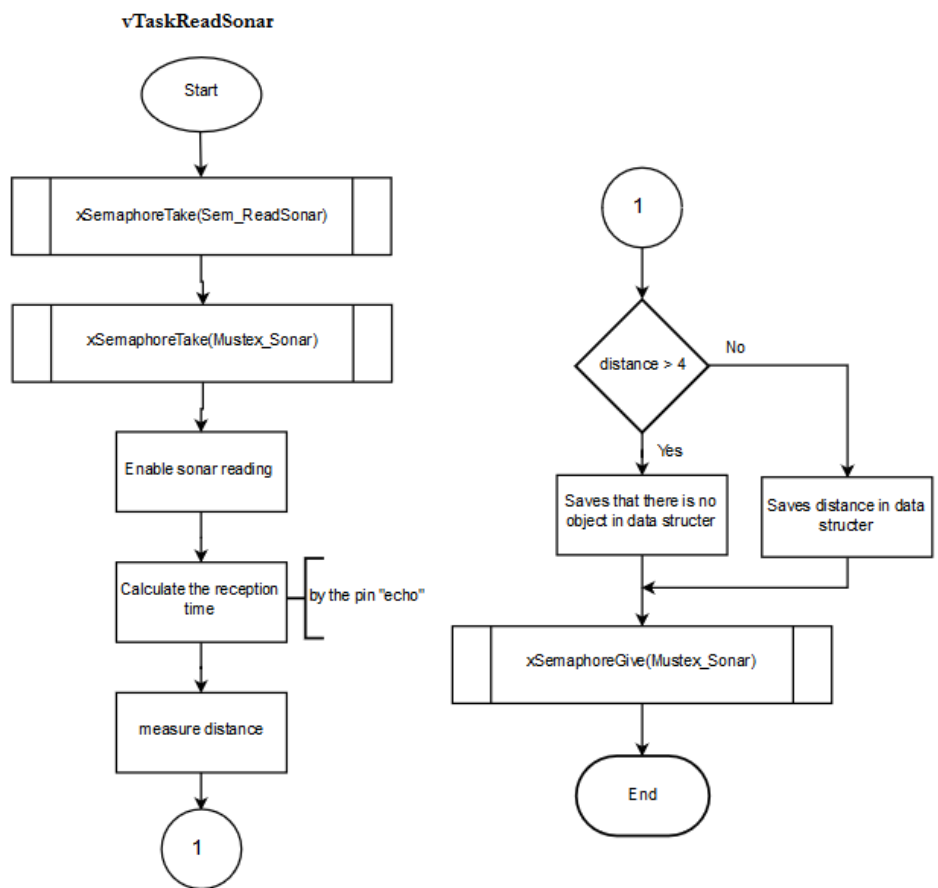 vTaskReadSonar
Start
xSemaphoreTake(Sem_ReadSonar)
xSemaphoreTake(Mustex_Sonar)
Enable sonar reading
Calculate the reception
time
by the pin "echo"
measure distance
1
1
distance > 4
No
Yes
Saves that there is no
object in data structer
Saves distance in data
structer
xSemaphoreGive(Mustex_Sonar)
End